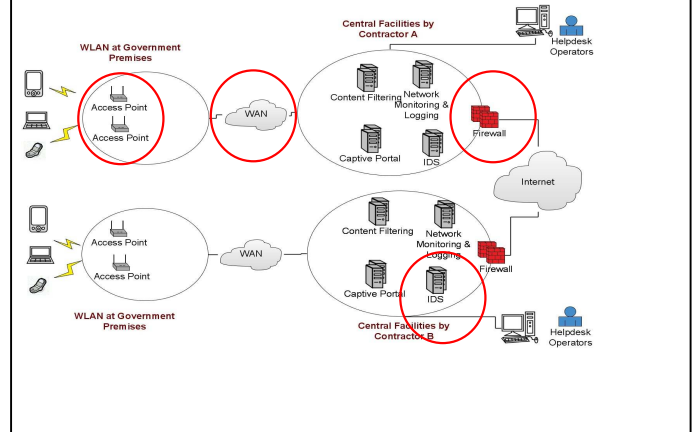 Central Facilities by
Contractor A
Helpdesk
Operators
WLAN at Government
Premises
Access Point
Access Point
WAN
Content Filtering
Network
Monitoring &
Logging
Captive Portal
IDS
Firewall
Internet
Access Point
Access Point
WAN
Content Filtering
Network
Monitoring &
Logging
Captive Portal
IDS
Firewall
WLAN at Government
Premises
Central Facilities by
Contractor B
Helpdesk
Operators